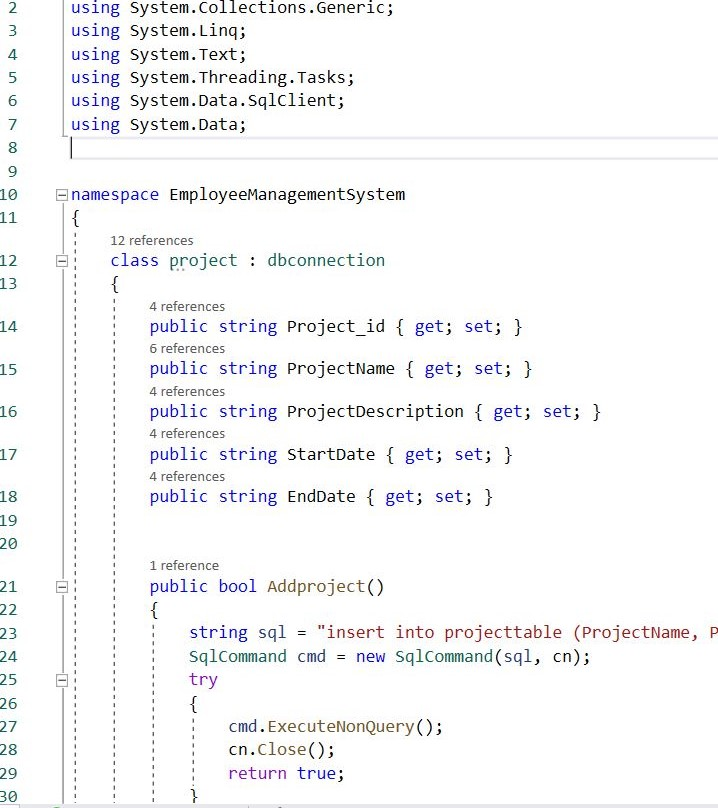 2 using System.Collections.Generic;
3 using System.Linq;
4 using System.Text;
5 using System.Threading.Tasks;
6 using System.Data.SqlClient;
7 using System.Data;
8
9
10 namespace EmployeeManagementSystem
11 {
12 references
12 class project : dbconnection
13 {
4 references
14 public string Project_id { get; set; }
6 references
15 public string ProjectName { get; set; }
4 references
16 public string ProjectDescription { get; set; }
4 references
17 public string StartDate { get; set; }
4 references
18 public string EndDate { get; set; }
19
20
1 reference
21 public bool Addproject()
22 {
23 string sql = "insert into projecttable (ProjectName, P
24 SqlCommand cmd = new SqlCommand(sql, cn);
25 try
26 {
27 cmd.ExecuteNonQuery();
28 cn.Close();
29 return true;
30 }